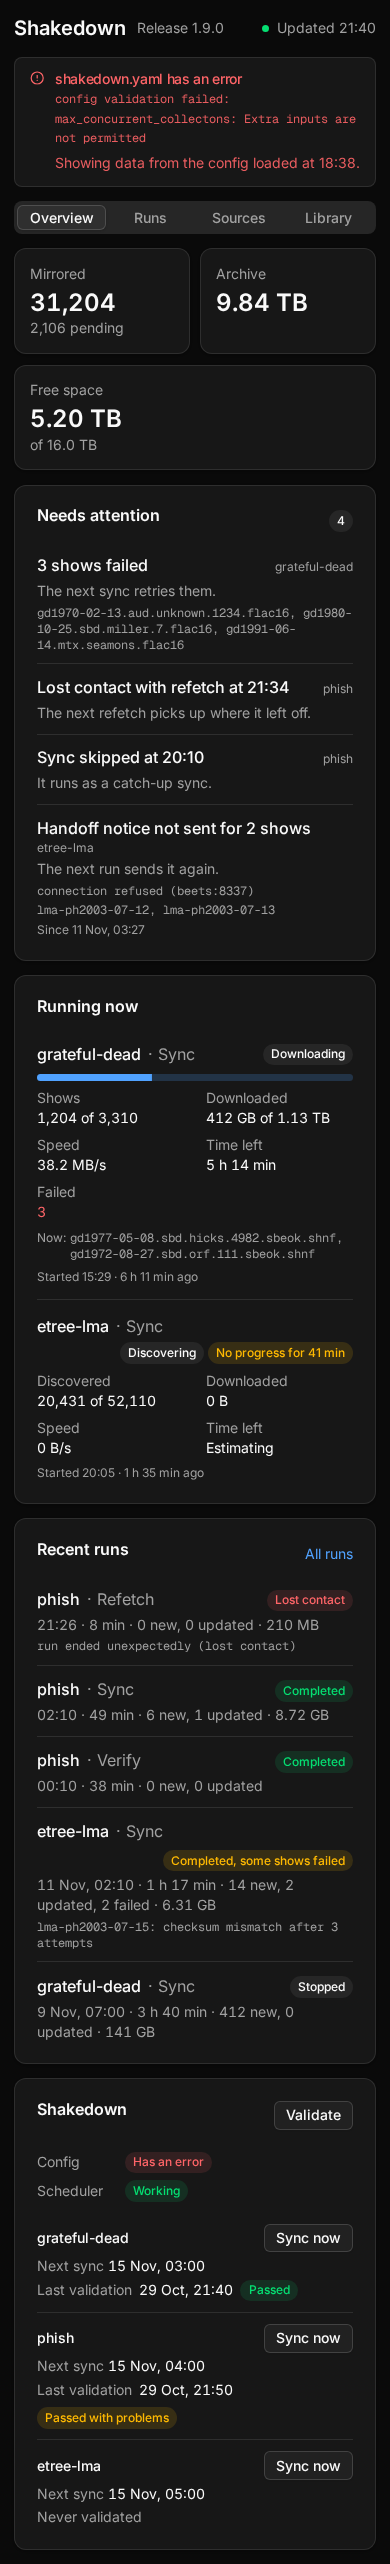 Shakedown Release 1.9.0 Updated 21:40
shakedown.yaml has an error
config validation failed:
max_concurrent_collectons: Extra inputs are
not permitted
Showing data from the config loaded at 18:38.
Overview Runs Sources Library
Mirrored
31,204
2,106 pending
Archive
9.84 TB
Free space
5.20 TB
of 16.0 TB
Needs attention 4
3 shows failed grateful-dead
The next sync retries them.
gd1970-02-13.aud.unknown.1234.flac16, gd1980-
10-25.sbd.miller.7.flac16, gd1991-06-
14.mtx.seamons.flac16
Lost contact with refetch at 21:34 phish
The next refetch picks up where it left off.
Sync skipped at 20:10 phish
It runs as a catch-up sync.
Handoff notice not sent for 2 shows
etree-lma
The next run sends it again.
connection refused (beets:8337)
lma-ph2003-07-12, lma-ph2003-07-13
Since 11 Nov, 03:27
Running now
grateful-dead · Sync Downloading
Shows Downloaded
1,204 of 3,310 412 GB of 1.13 TB
Speed Time left
38.2 MB/s 5 h 14 min
Failed
3
Now: gd1977-05-08.sbd.hicks.4982.sbeok.shnf,
gd1972-08-27.sbd.orf.111.sbeok.shnf
Started 15:29 · 6 h 11 min ago
etree-lma · Sync
Discovering No progress for 41 min
Discovered Downloaded
20,431 of 52,110 0 B
Speed Time left
0 B/s Estimating
Started 20:05 · 1 h 35 min ago
Recent runs All runs
phish · Refetch Lost contact
21:26 · 8 min · 0 new, 0 updated · 210 MB
run ended unexpectedly (lost contact)
phish · Sync Completed
02:10 · 49 min · 6 new, 1 updated · 8.72 GB
phish · Verify Completed
00:10 · 38 min · 0 new, 0 updated
etree-lma · Sync
Completed, some shows failed
11 Nov, 02:10 · 1 h 17 min · 14 new, 2
updated, 2 failed · 6.31 GB
lma-ph2003-07-15: checksum mismatch after 3
attempts
grateful-dead · Sync Stopped
9 Nov, 07:00 · 3 h 40 min · 412 new, 0
updated · 141 GB
Shakedown Validate
Config Has an error
Scheduler Working
grateful-dead Sync now
Next sync 15 Nov, 03:00
Last validation 29 Oct, 21:40 Passed
phish Sync now
Next sync 15 Nov, 04:00
Last validation 29 Oct, 21:50
Passed with problems
etree-lma Sync now
Next sync 15 Nov, 05:00
Never validated